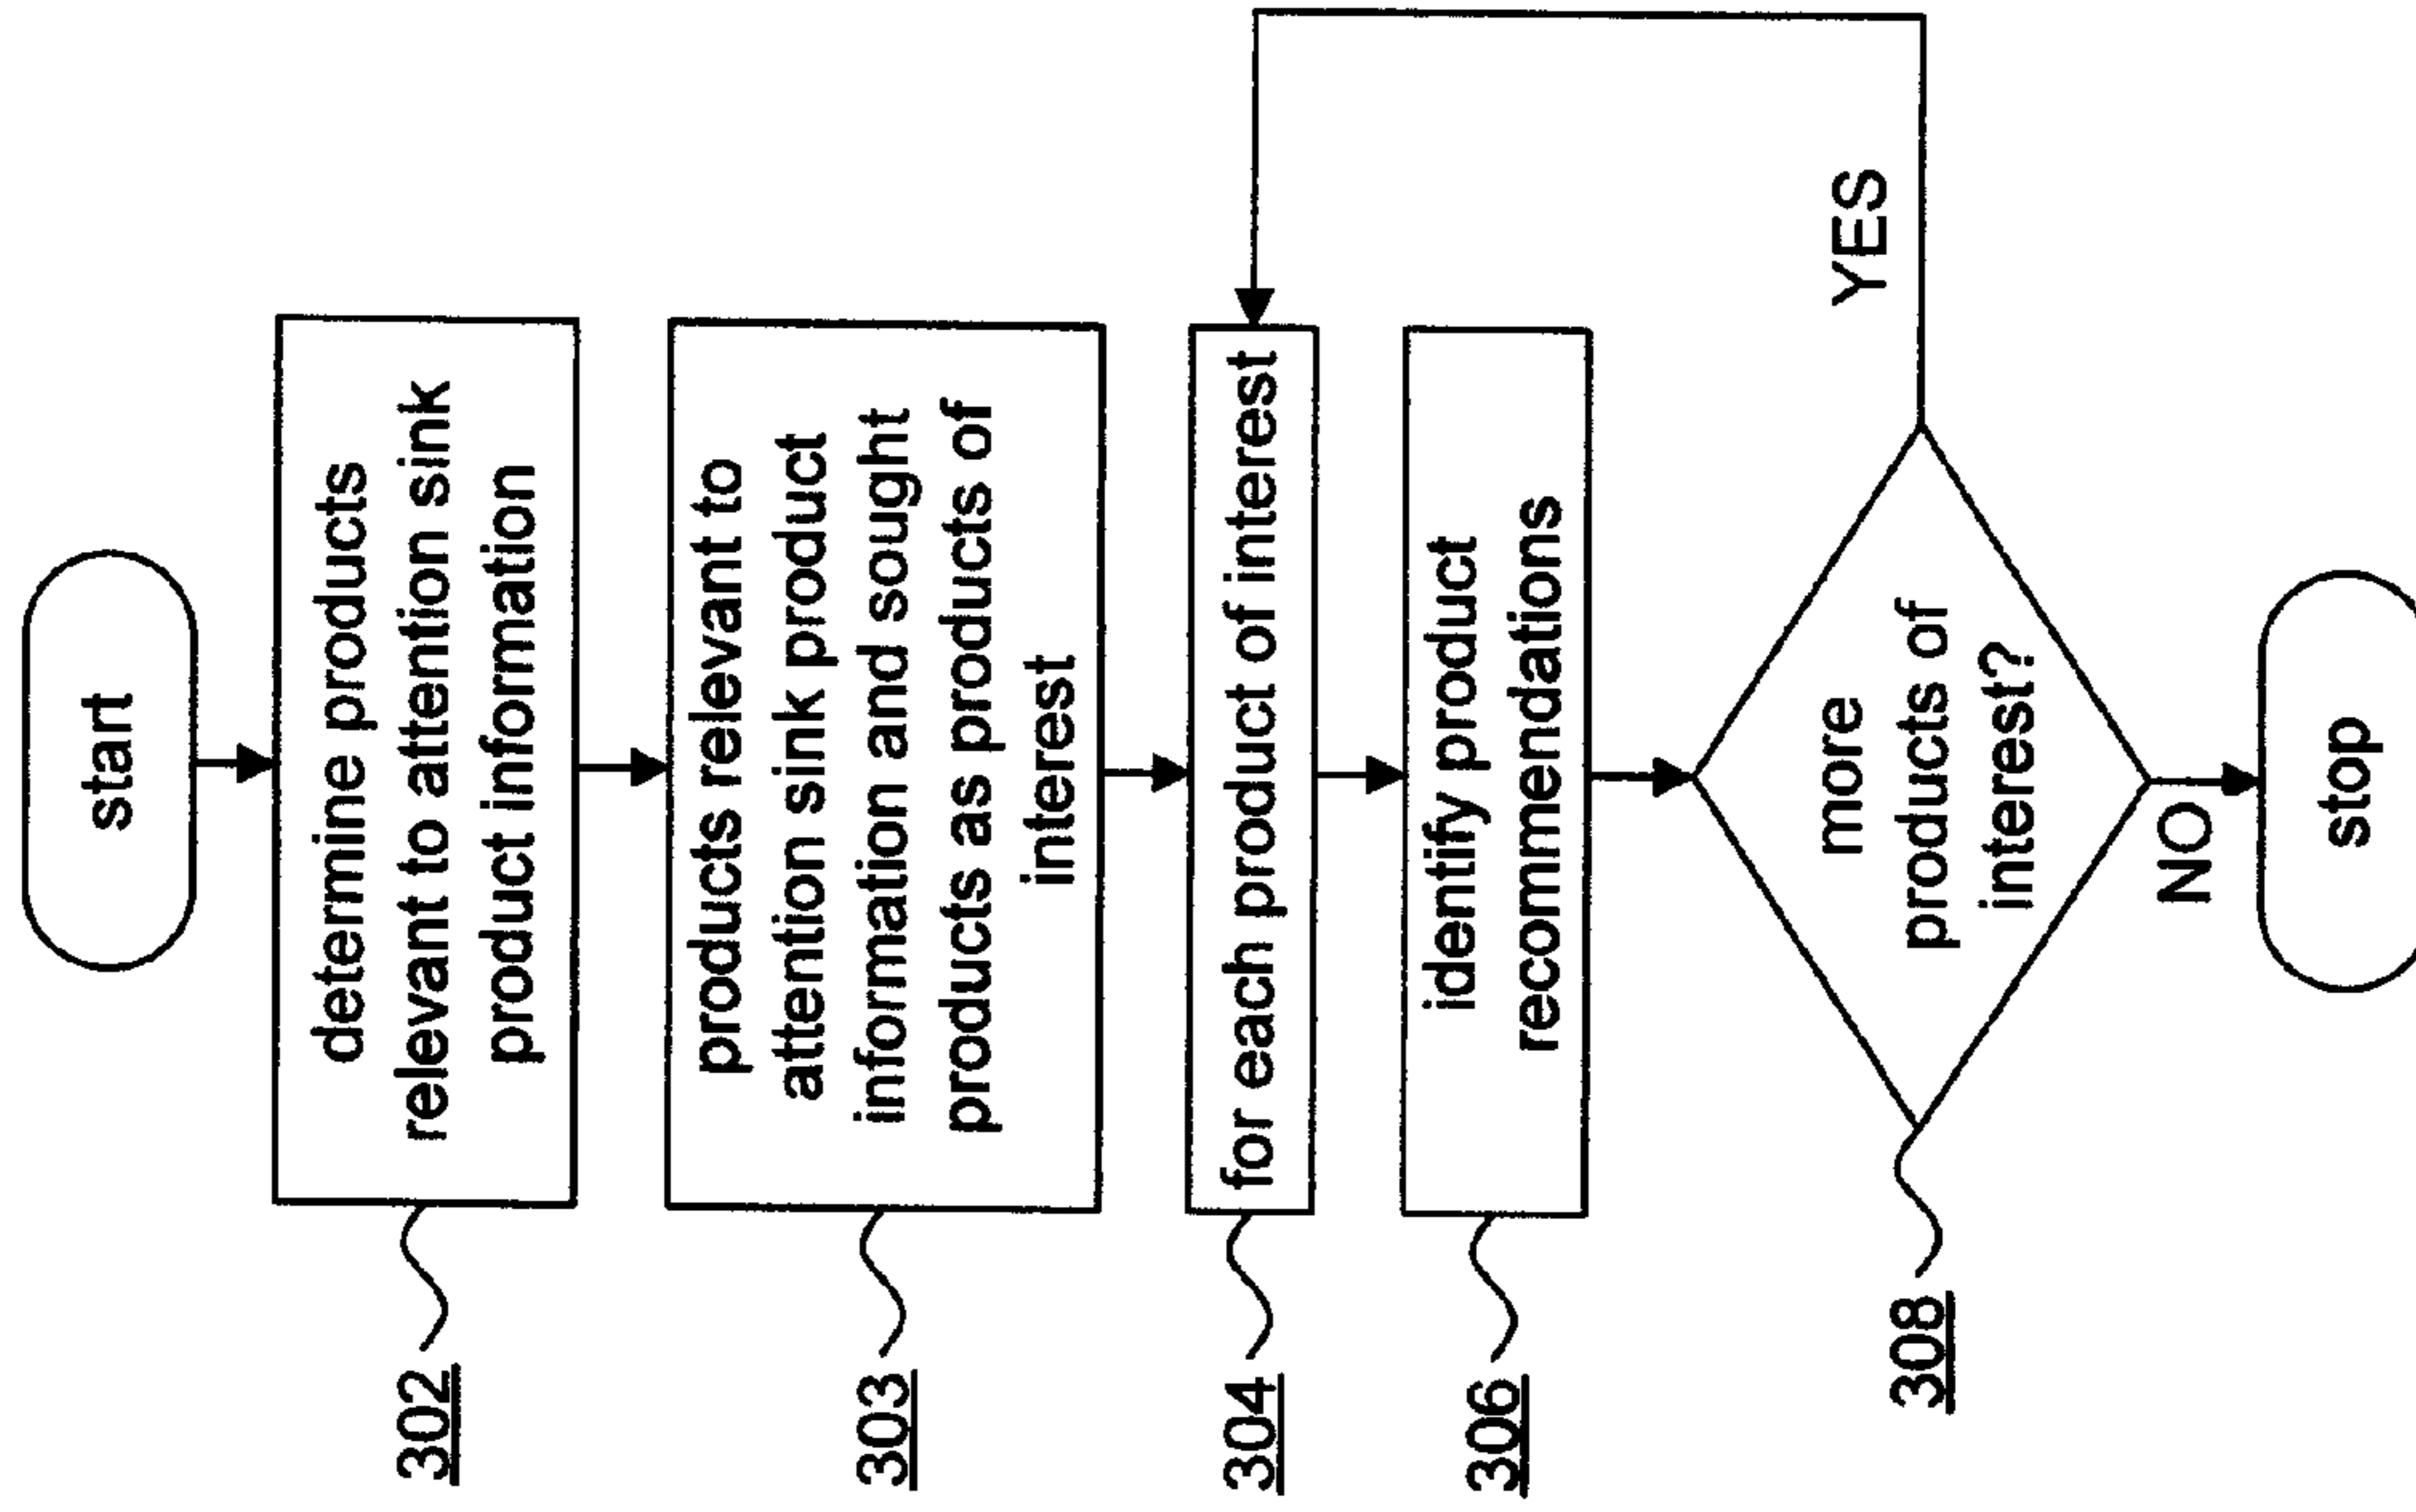 start
302
determine products
relevant to attention sink
product information
303
products relevant to
attention sink product
information and sought
products as products of
interest
304
for each product of interest
306
identify product
recommendations
308
more
products of
interest?
YES
NO
stop